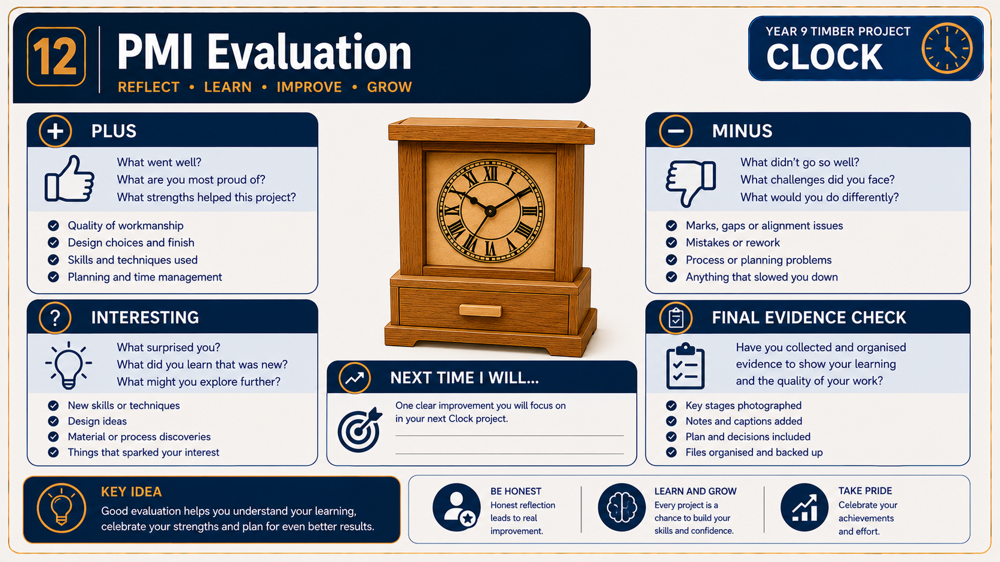 12
PMI Evaluation
REFLECT • LEARN • IMPROVE • GROW
YEAR 9 TIMBER PROJECT
CLOCK
PLUS
What went well?
What are you most proud of?
What strengths helped this project?
Quality of workmanship
Design choices and finish
Skills and techniques used
Planning and time management
MINUS
What didn't go so well?
What challenges did you face?
What would you do differently?
Marks, gaps or alignment issues
Mistakes or rework
Process or planning problems
Anything that slowed you down
INTERESTING
What surprised you?
What did you learn that was new?
What might you explore further?
New skills or techniques
Design ideas
Material or process discoveries
Things that sparked your interest
NEXT TIME I WILL...
One clear improvement you will focus on
in your next Clock project.
FINAL EVIDENCE CHECK
Have you collected and organised
evidence to show your learning
and the quality of your work?
Key stages photographed
Notes and captions added
Plan and decisions included
Files organised and backed up
KEY IDEA
Good evaluation helps you understand your learning,
celebrate your strengths and plan for even better results.
BE HONEST
Honest reflection
leads to real
improvement.
LEARN AND GROW
Every project is a
chance to build your
skills and confidence.
TAKE PRIDE
Celebrate your
achievements
and effort.